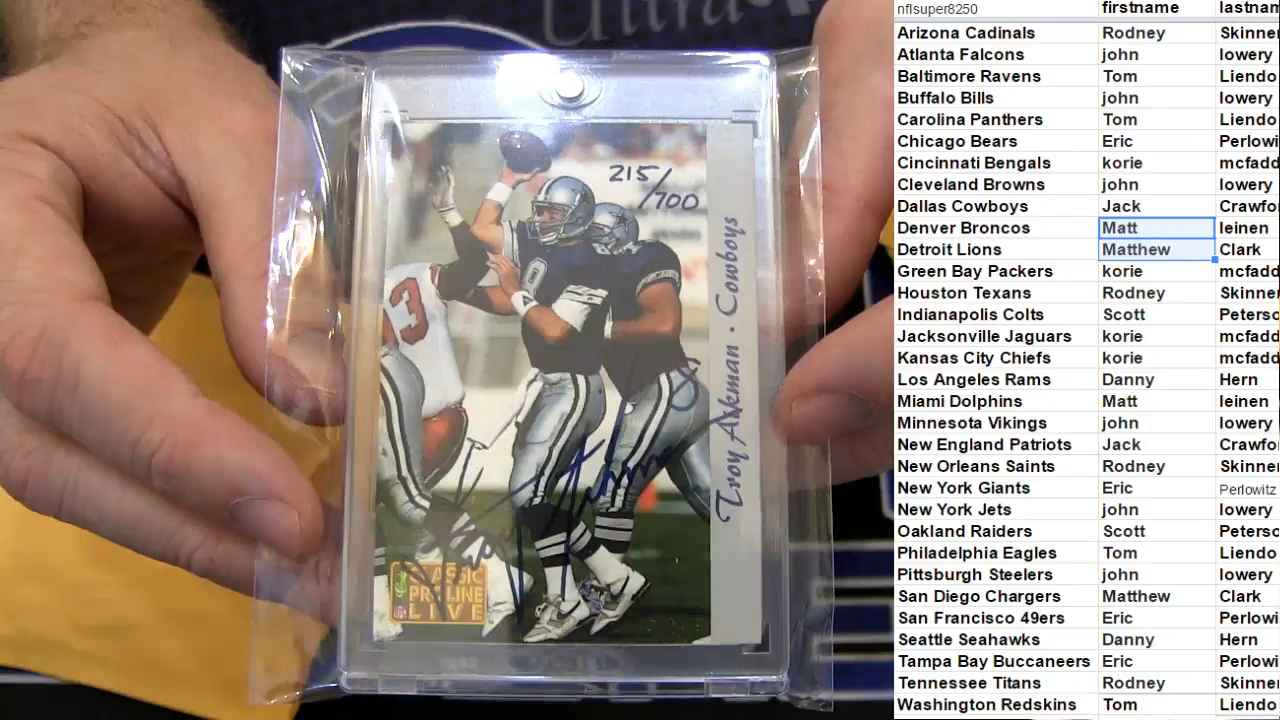 Ultra
215/700
Troy Aikman · Cowboys
CLASSIC
PRO LINE
LIVE
NFL
nflsuper8250 firstname lastnam
Arizona Cadinals Rodney Skinner
Atlanta Falcons john lowery
Baltimore Ravens Tom Liendo
Buffalo Bills john lowery
Carolina Panthers Tom Liendo
Chicago Bears Eric Perlowi
Cincinnati Bengals korie mcfadd
Cleveland Browns john lowery
Dallas Cowboys Jack Crawfo
Denver Broncos Matt leinen
Detroit Lions Matthew Clark
Green Bay Packers korie mcfadd
Houston Texans Rodney Skinner
Indianapolis Colts Scott Peterso
Jacksonville Jaguars korie mcfadd
Kansas City Chiefs korie mcfadd
Los Angeles Rams Danny Hern
Miami Dolphins Matt leinen
Minnesota Vikings john lowery
New England Patriots Jack Crawfo
New Orleans Saints Rodney Skinner
New York Giants Eric Perlowitz
New York Jets john lowery
Oakland Raiders Scott Peterso
Philadelphia Eagles Tom Liendo
Pittsburgh Steelers john lowery
San Diego Chargers Matthew Clark
San Francisco 49ers Eric Perlowi
Seattle Seahawks Danny Hern
Tampa Bay Buccaneers Eric Perlowi
Tennessee Titans Rodney Skinner
Washington Redskins Tom Liendo